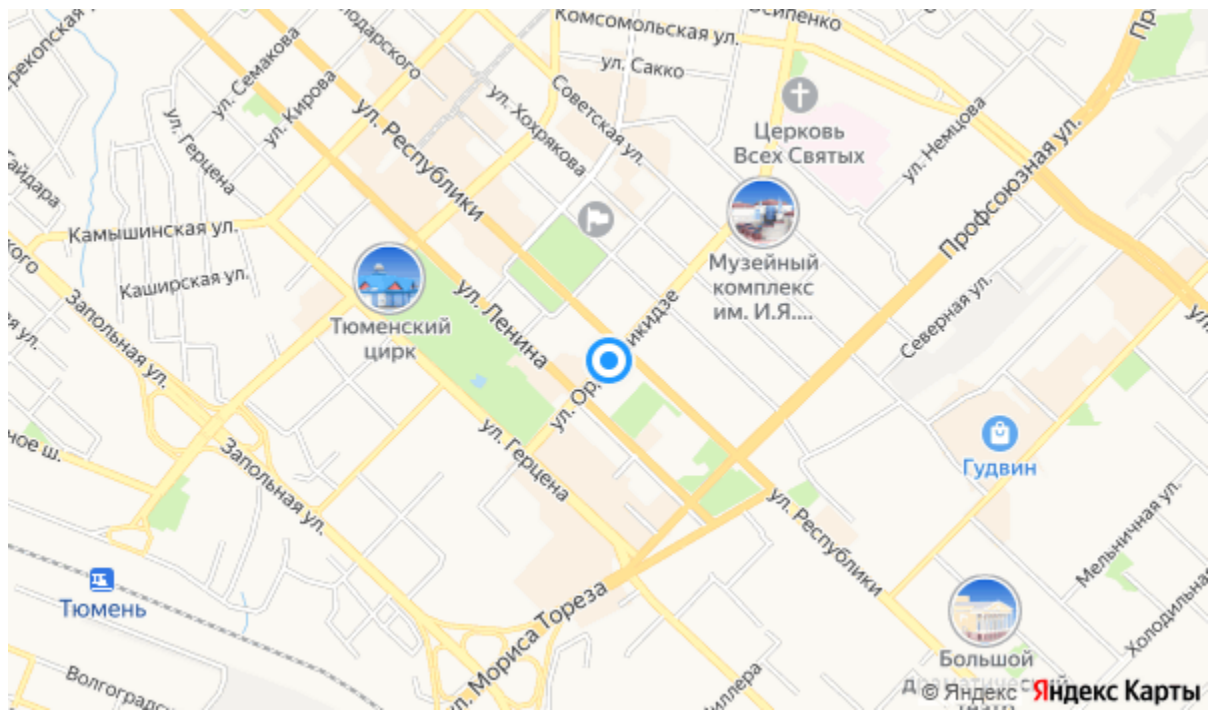 Комсомольская ул.
ул. Сакко
ул. Семакова
ул. Кирова
ул. Герцена
ул. Хохрякова
Советская ул.
ул. Республики
Церковь
Всех Святых
ул. Немцова
Профсоюзная ул.
Камышинская ул.
Каширская ул.
Запольная ул.
Тюменский
цирк
ул. Ленина
Музейный
комплекс
им. И.Я....
Северная ул.
ул. Герцена
Запольная ул.
Гудвин
ул. Республики
Мельничная ул.
Тюмень
ул. Мориса Тореза
Большой
© Яндекс Яндекс Карты